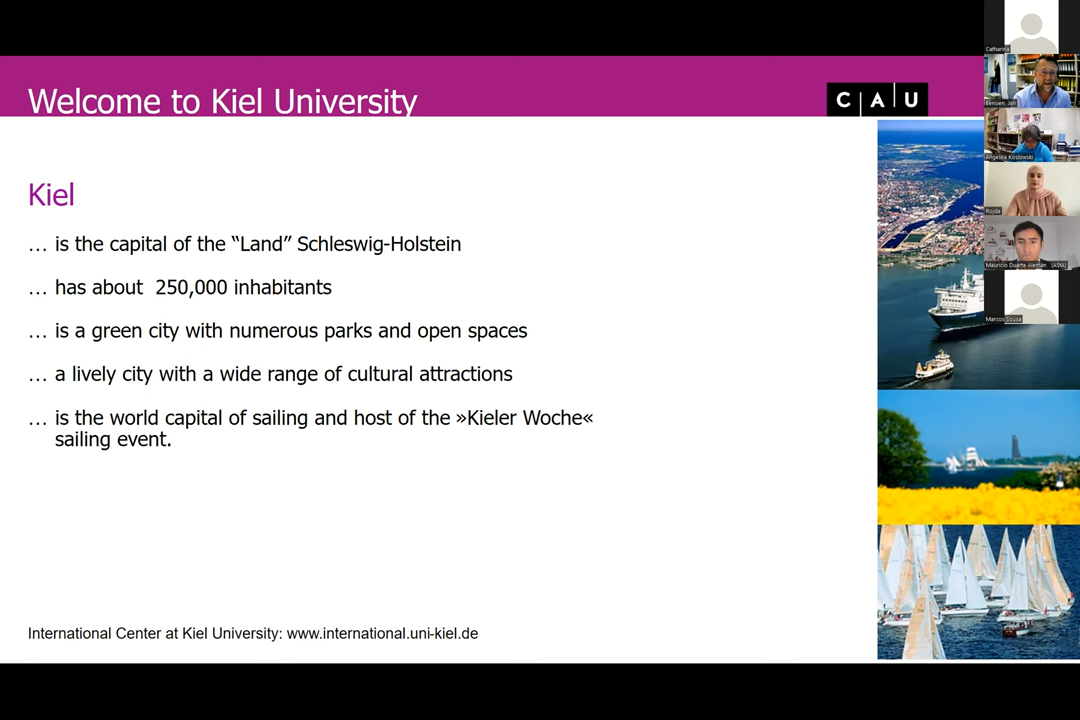 Welcome to Kiel University
C A U
Kiel
… is the capital of the “Land” Schleswig-Holstein
… has about 250,000 inhabitants
… is a green city with numerous parks and open spaces
… a lively city with a wide range of cultural attractions
… is the world capital of sailing and host of the »Kieler Woche«
sailing event.
International Center at Kiel University: www.international.uni-kiel.de
Catharina
Bensien, Jan
Angelika Koslowski
Rojda
Mauricio Duarte Aleman (AStA)
Marcos Sousa